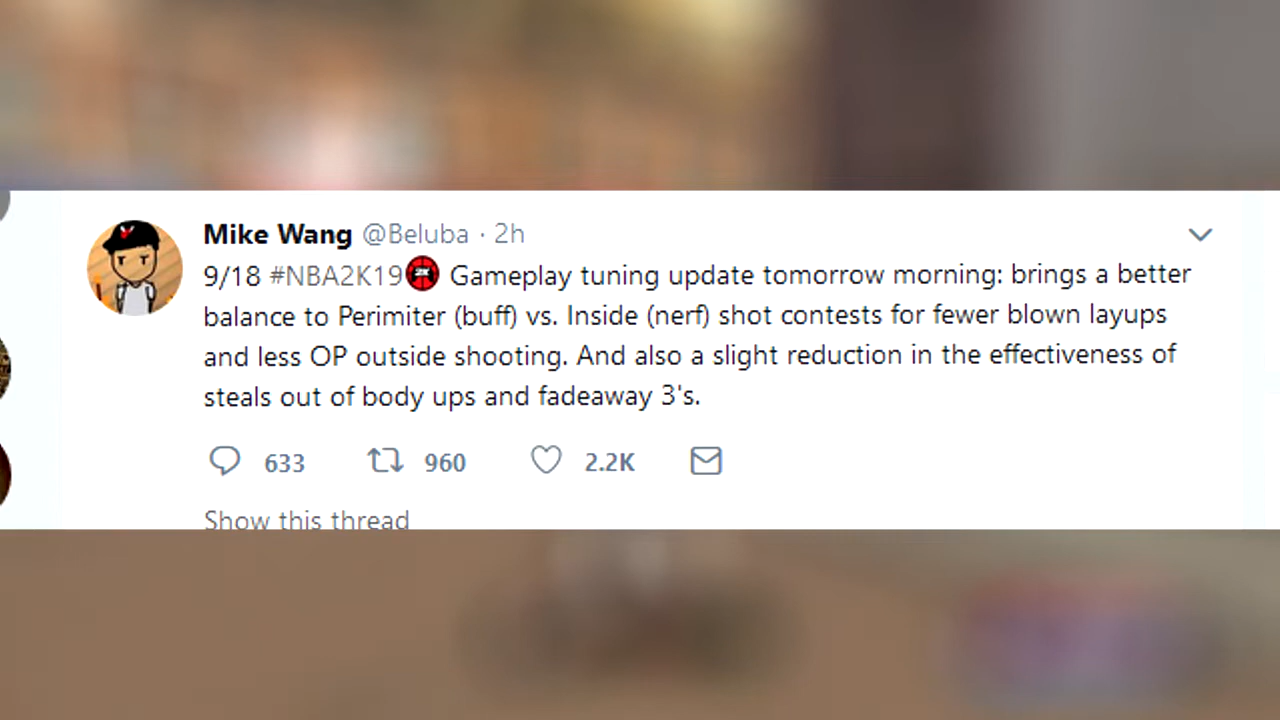 Mike Wang @Beluba · 2h
9/18 #NBA2K19 Gameplay tuning update tomorrow morning: brings a better
balance to Perimiter (buff) vs. Inside (nerf) shot contests for fewer blown layups
and less OP outside shooting. And also a slight reduction in the effectiveness of
steals out of body ups and fadeaway 3's.
633 960 2.2K
Show this thread